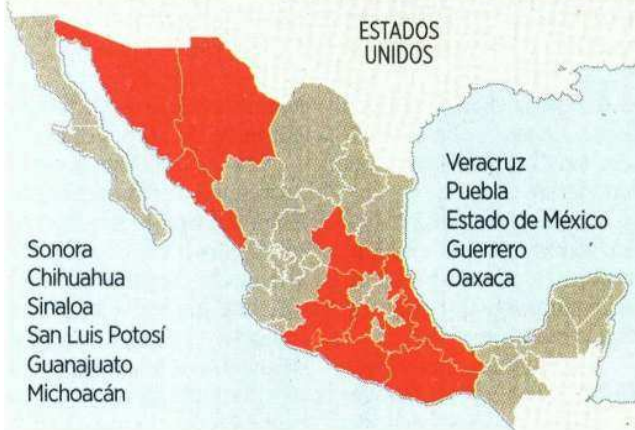 ESTADOS
UNIDOS
Veracruz
Puebla
Estado de México
Guerrero
Oaxaca
Sonora
Chihuahua
Sinaloa
San Luis Potosí
Guanajuato
Michoacán